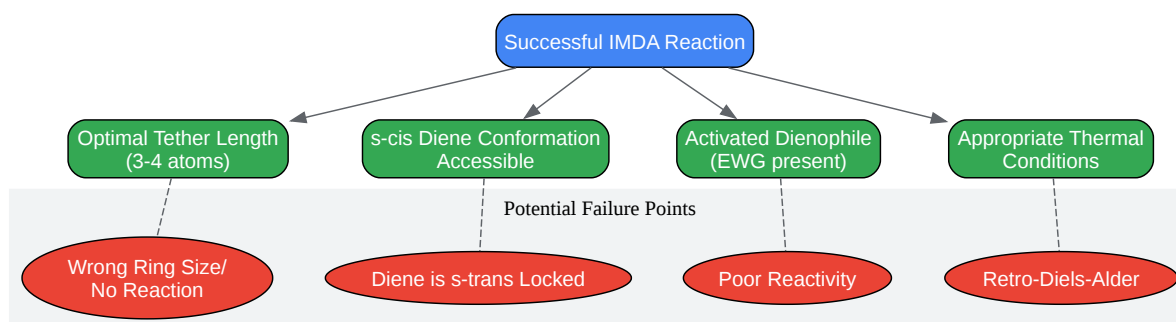 Successful IMDA Reaction
Optimal Tether Length
(3-4 atoms)
s-cis Diene Conformation
Accessible
Activated Dienophile
(EWG present)
Appropriate Thermal
Conditions
Potential Failure Points
Wrong Ring Size/
No Reaction
Diene is s-trans Locked
Poor Reactivity
Retro-Diels-Alder